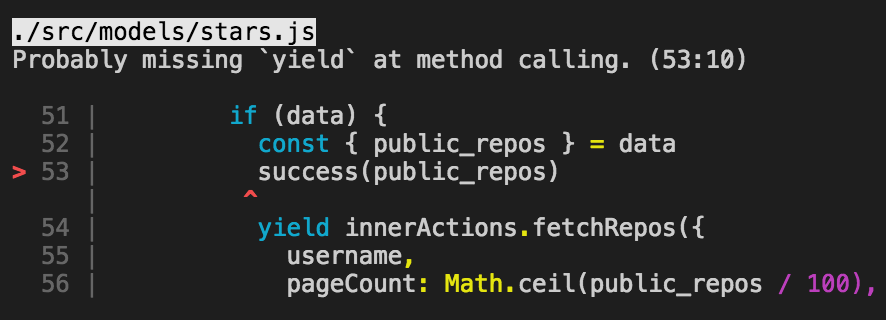 ./src/models/stars.js
Probably missing `yield` at method calling. (53:10)
51 | if (data) {
52 | const { public_repos } = data
> 53 | success(public_repos)
| ^
54 | yield innerActions.fetchRepos({
55 | username,
56 | pageCount: Math.ceil(public_repos / 100),